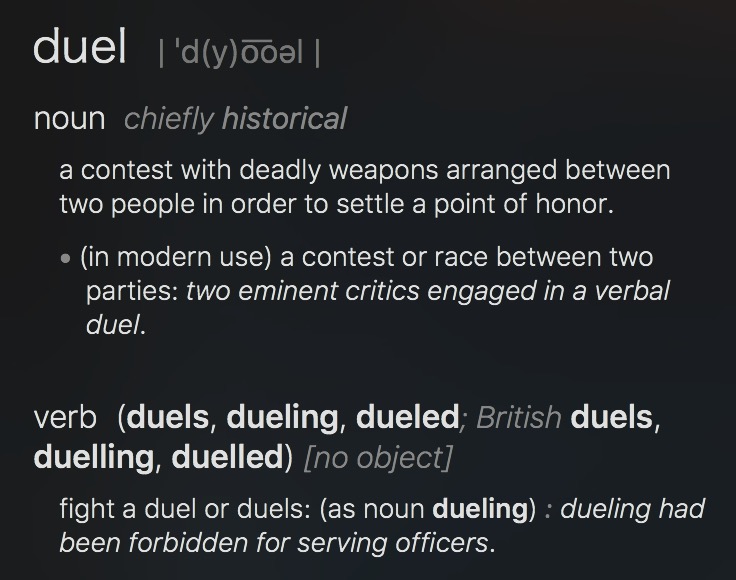 duel | ˈd(y)o͞oəl |
noun chiefly historical
a contest with deadly weapons arranged between
two people in order to settle a point of honor.
• (in modern use) a contest or race between two
parties: two eminent critics engaged in a verbal
duel.
verb (duels, dueling, dueled; British duels,
duelling, duelled) [no object]
fight a duel or duels: (as noun dueling) : dueling had
been forbidden for serving officers.